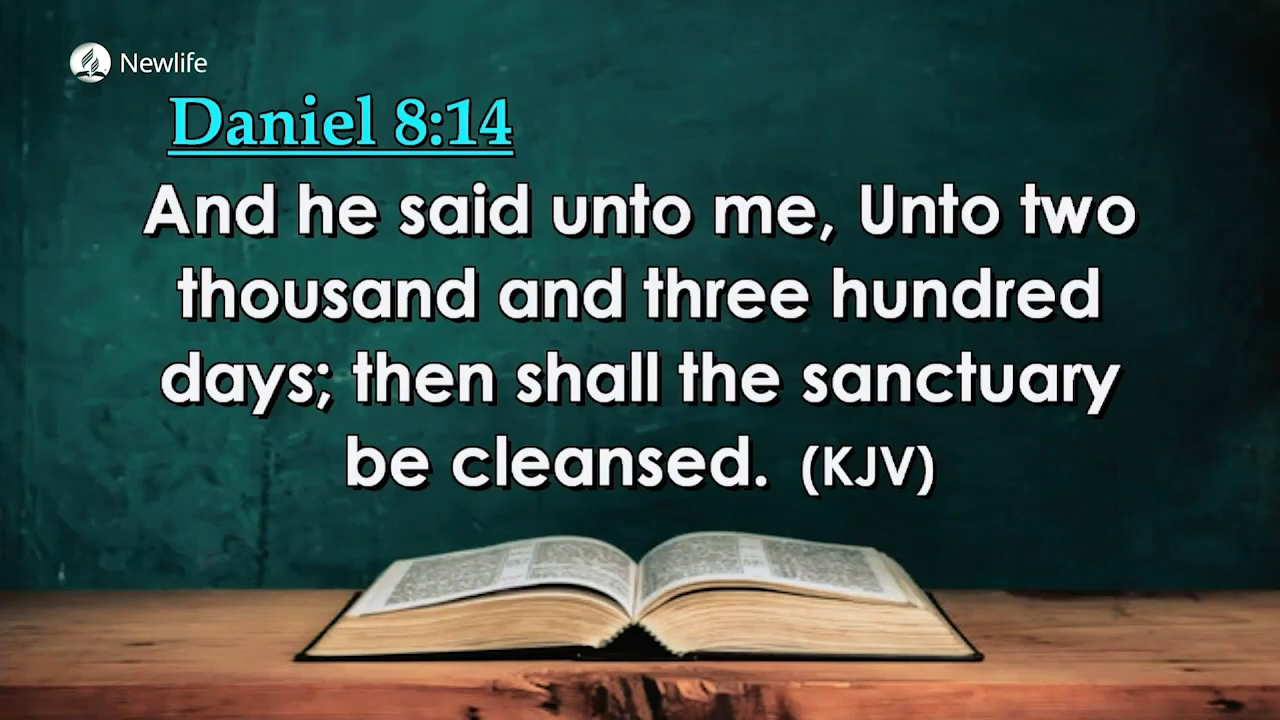 Newlife
Daniel 8:14
And he said unto me, Unto two
thousand and three hundred
days; then shall the sanctuary
be cleansed. (KJV)